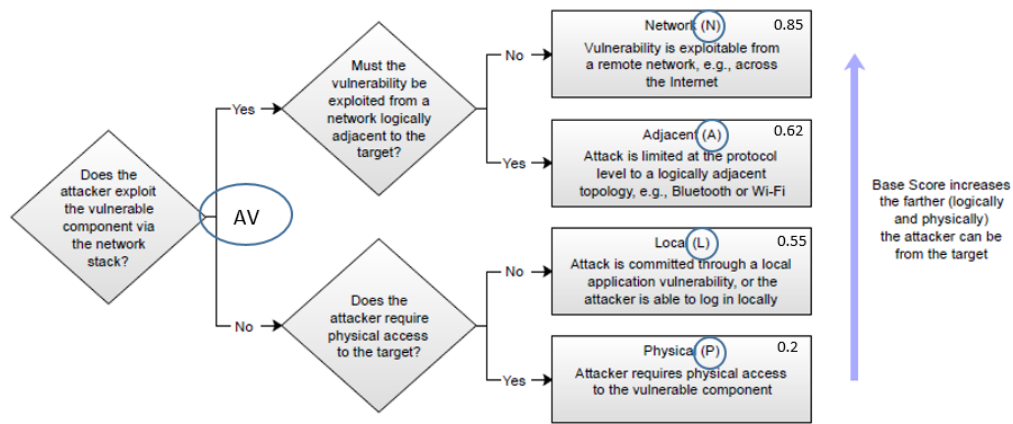 Does the
attacker exploit
the vulnerable
component via
the network
stack?
AV
Yes
No
Must the
vulnerability be
exploited from a
network logically
adjacent to the
target?
No
Yes
Does the
attacker require
physical access
to the target?
No
Yes
Network (N) 0.85
Vulnerability is exploitable from
a remote network, e.g., across
the Internet
Adjacent (A) 0.62
Attack is limited at the protocol
level to a logically adjacent
topology, e.g., Bluetooth or Wi-Fi
Local (L) 0.55
Attack is committed through a local
application vulnerability, or the
attacker is able to log in locally
Physical (P) 0.2
Attacker requires physical access
to the vulnerable component
Base Score increases
the farther (logically
and physically)
the attacker can be
from the target